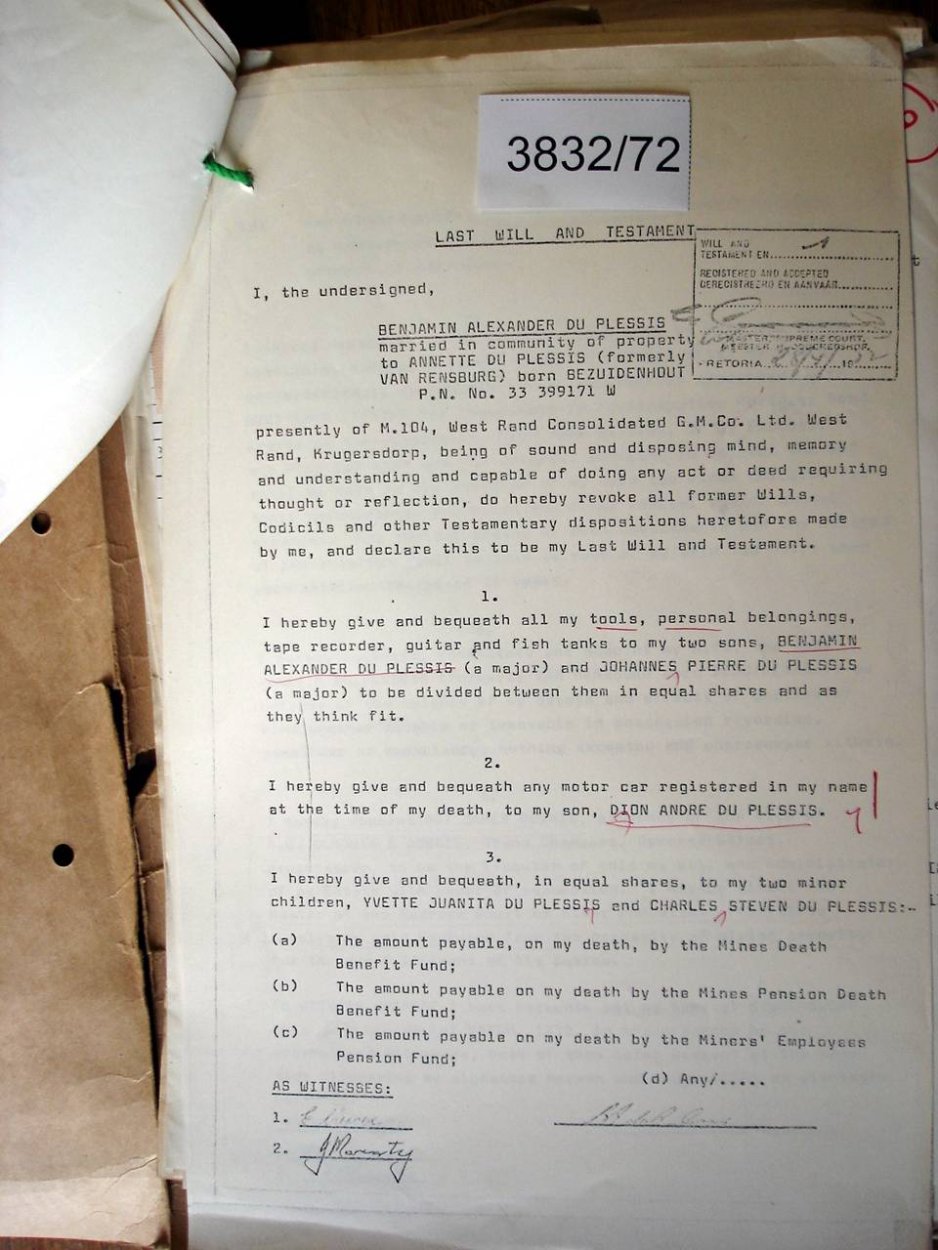 3832/72
LAST WILL AND TESTAMENT
WILL AND
TESTAMENT EN
REGISTERED AND ACCEPTED
GEREGISTREER EN AANVAAR
MASTER, SUPREME COURT,
RETORIA 19
I, the undersigned,
BENJAMIN ALEXANDER DU PLESSIS
married in community of property
to ANNETTE DU PLESSIS (formerly
VAN RENSBURG) born BEZUIDENHOUT
P.N. No. 33 399171 W
presently of M.104, West Rand Consolidated G.M.Co. Ltd. West
Rand, Krugersdorp, being of sound and disposing mind, memory
and understanding and capable of doing any act or deed requiring
thought or reflection, do hereby revoke all former Wills,
Codicils and other Testamentary dispositions heretofore made
by me, and declare this to be my Last Will and Testament.
1.
I hereby give and bequeath all my tools, personal belongings,
tape recorder, guitar and fish tanks to my two sons, BENJAMIN
ALEXANDER DU PLESSIS (a major) and JOHANNES PIERRE DU PLESSIS
(a major) to be divided between them in equal shares and as
they think fit.
2.
I hereby give and bequeath any motor car registered in my name
at the time of my death, to my son, DION ANDRE DU PLESSIS.
3.
I hereby give and bequeath, in equal shares, to my two minor
children, YVETTE JUANITA DU PLESSIS and CHARLES STEVEN DU PLESSIS:-
(a) The amount payable, on my death, by the Mines Death
Benefit Fund;
(b) The amount payable on my death by the Mines Pension Death
Benefit Fund;
(c) The amount payable on my death by the Miners' Employees
Pension Fund;
(d) Any/.....
AS WITNESSES:
1.
2. J Moriarty